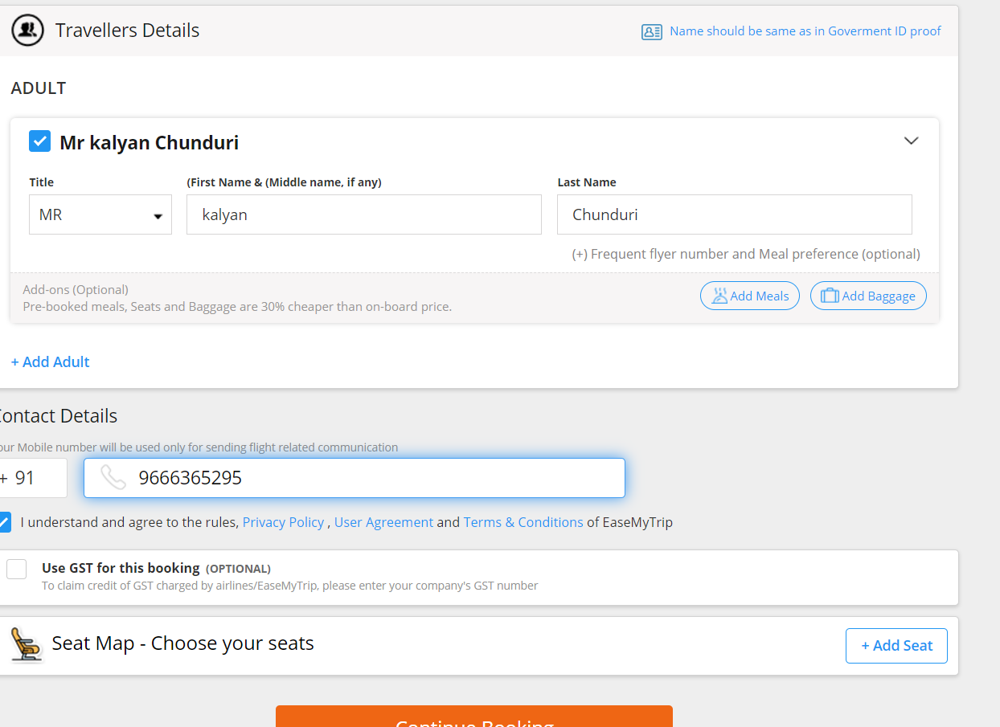 Travellers Details
Name should be same as in Goverment ID proof
ADULT
Mr kalyan Chunduri
Title
(First Name & (Middle name, if any)
Last Name
MR
kalyan
Chunduri
(+) Frequent flyer number and Meal preference (optional)
Add-ons (Optional)
Pre-booked meals, Seats and Baggage are 30% cheaper than on-board price.
Add Meals
Add Baggage
+ Add Adult
ontact Details
our Mobile number will be used only for sending flight related communication
+ 91
9666365295
I understand and agree to the rules, Privacy Policy , User Agreement and Terms & Conditions of EaseMyTrip
Use GST for this booking (OPTIONAL)
To claim credit of GST charged by airlines/EaseMyTrip, please enter your company's GST number
Seat Map - Choose your seats
+ Add Seat
Continue Booking